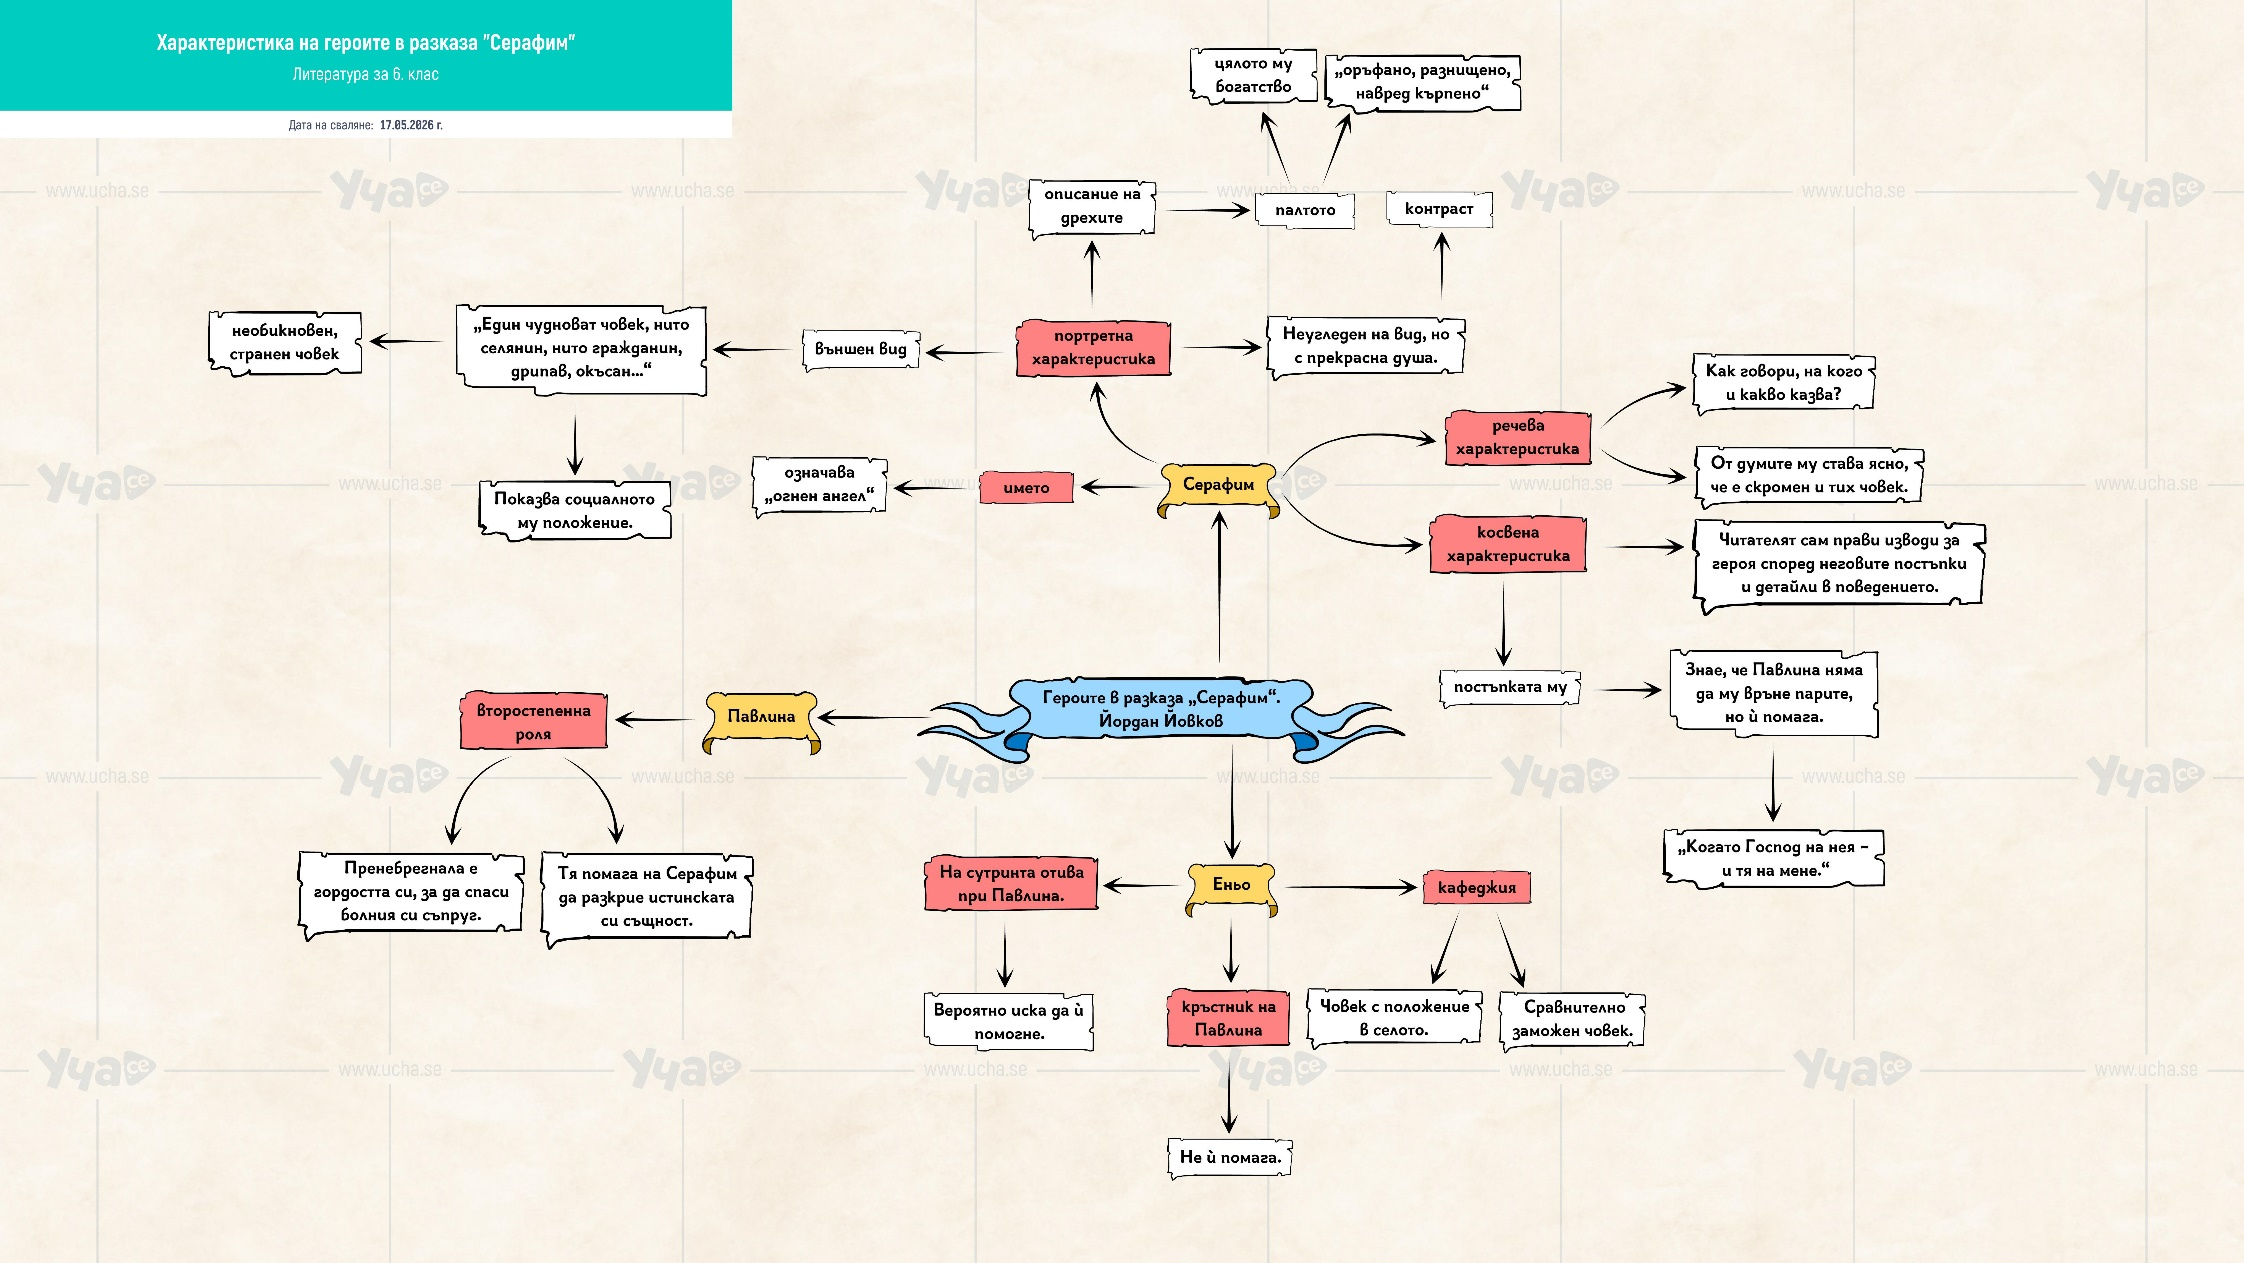 Характеристика на героите в разказа "Серафим"
Литература за 6. клас
Дата на сваляне: 17.05.2026 г.
цялото му
богатство
„оръфано, разнищено,
навред кърпено“
описание на
дрехите
палтото
контраст
необикновен,
странен човек
„Един чудноват човек, нито
селянин, нито гражданин,
дрипав, окъсан...“
външен вид
портретна
характеристика
Неугледен на вид, но
с прекрасна душа.
Как говори, на кого
и какво казва?
речева
характеристика
От думите му става ясно,
че е скромен и тих човек.
Показва социалното
му положение.
означава
„огнен ангел“
името
Серафим
косвена
характеристика
Читателят сам прави изводи за
героя според неговите постъпки
и детайли в поведението.
постъпката му
Знае, че Павлина няма
да му върне парите,
но ѝ помага.
„Когато Господ на нея –
и тя на мене.“
Героите в разказа „Серафим“.
Йордан Йовков
Павлина
второстепенна
роля
Пренебрегнала е
гордостта си, за да спаси
болния си съпруг.
Тя помага на Серафим
да разкрие истинската
си същност.
На сутринта отива
при Павлина.
Еньо
кафеджия
Вероятно иска да ѝ
помогне.
кръстник на
Павлина
Човек с положение
в селото.
Сравнително
заможен човек.
Не ѝ помага.
Уча.се
www.ucha.se